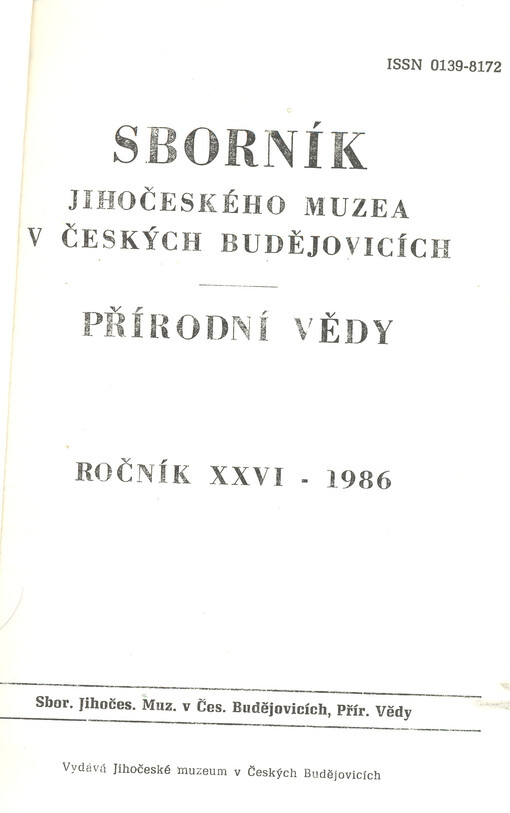 ISSN 0139-8172
SBORNÍK
JIHOČESKÉHO MUZEA
V ČESKÝCH BUDĚJOVICÍCH
PŘÍRODNÍ VĚDY
ROČNÍK XXVI - 1986
Sbor. Jihočes. Muz. v Čes. Budějovicích, Přír. Vědy
Vydává Jihočeské muzeum v Českých Budějovicích